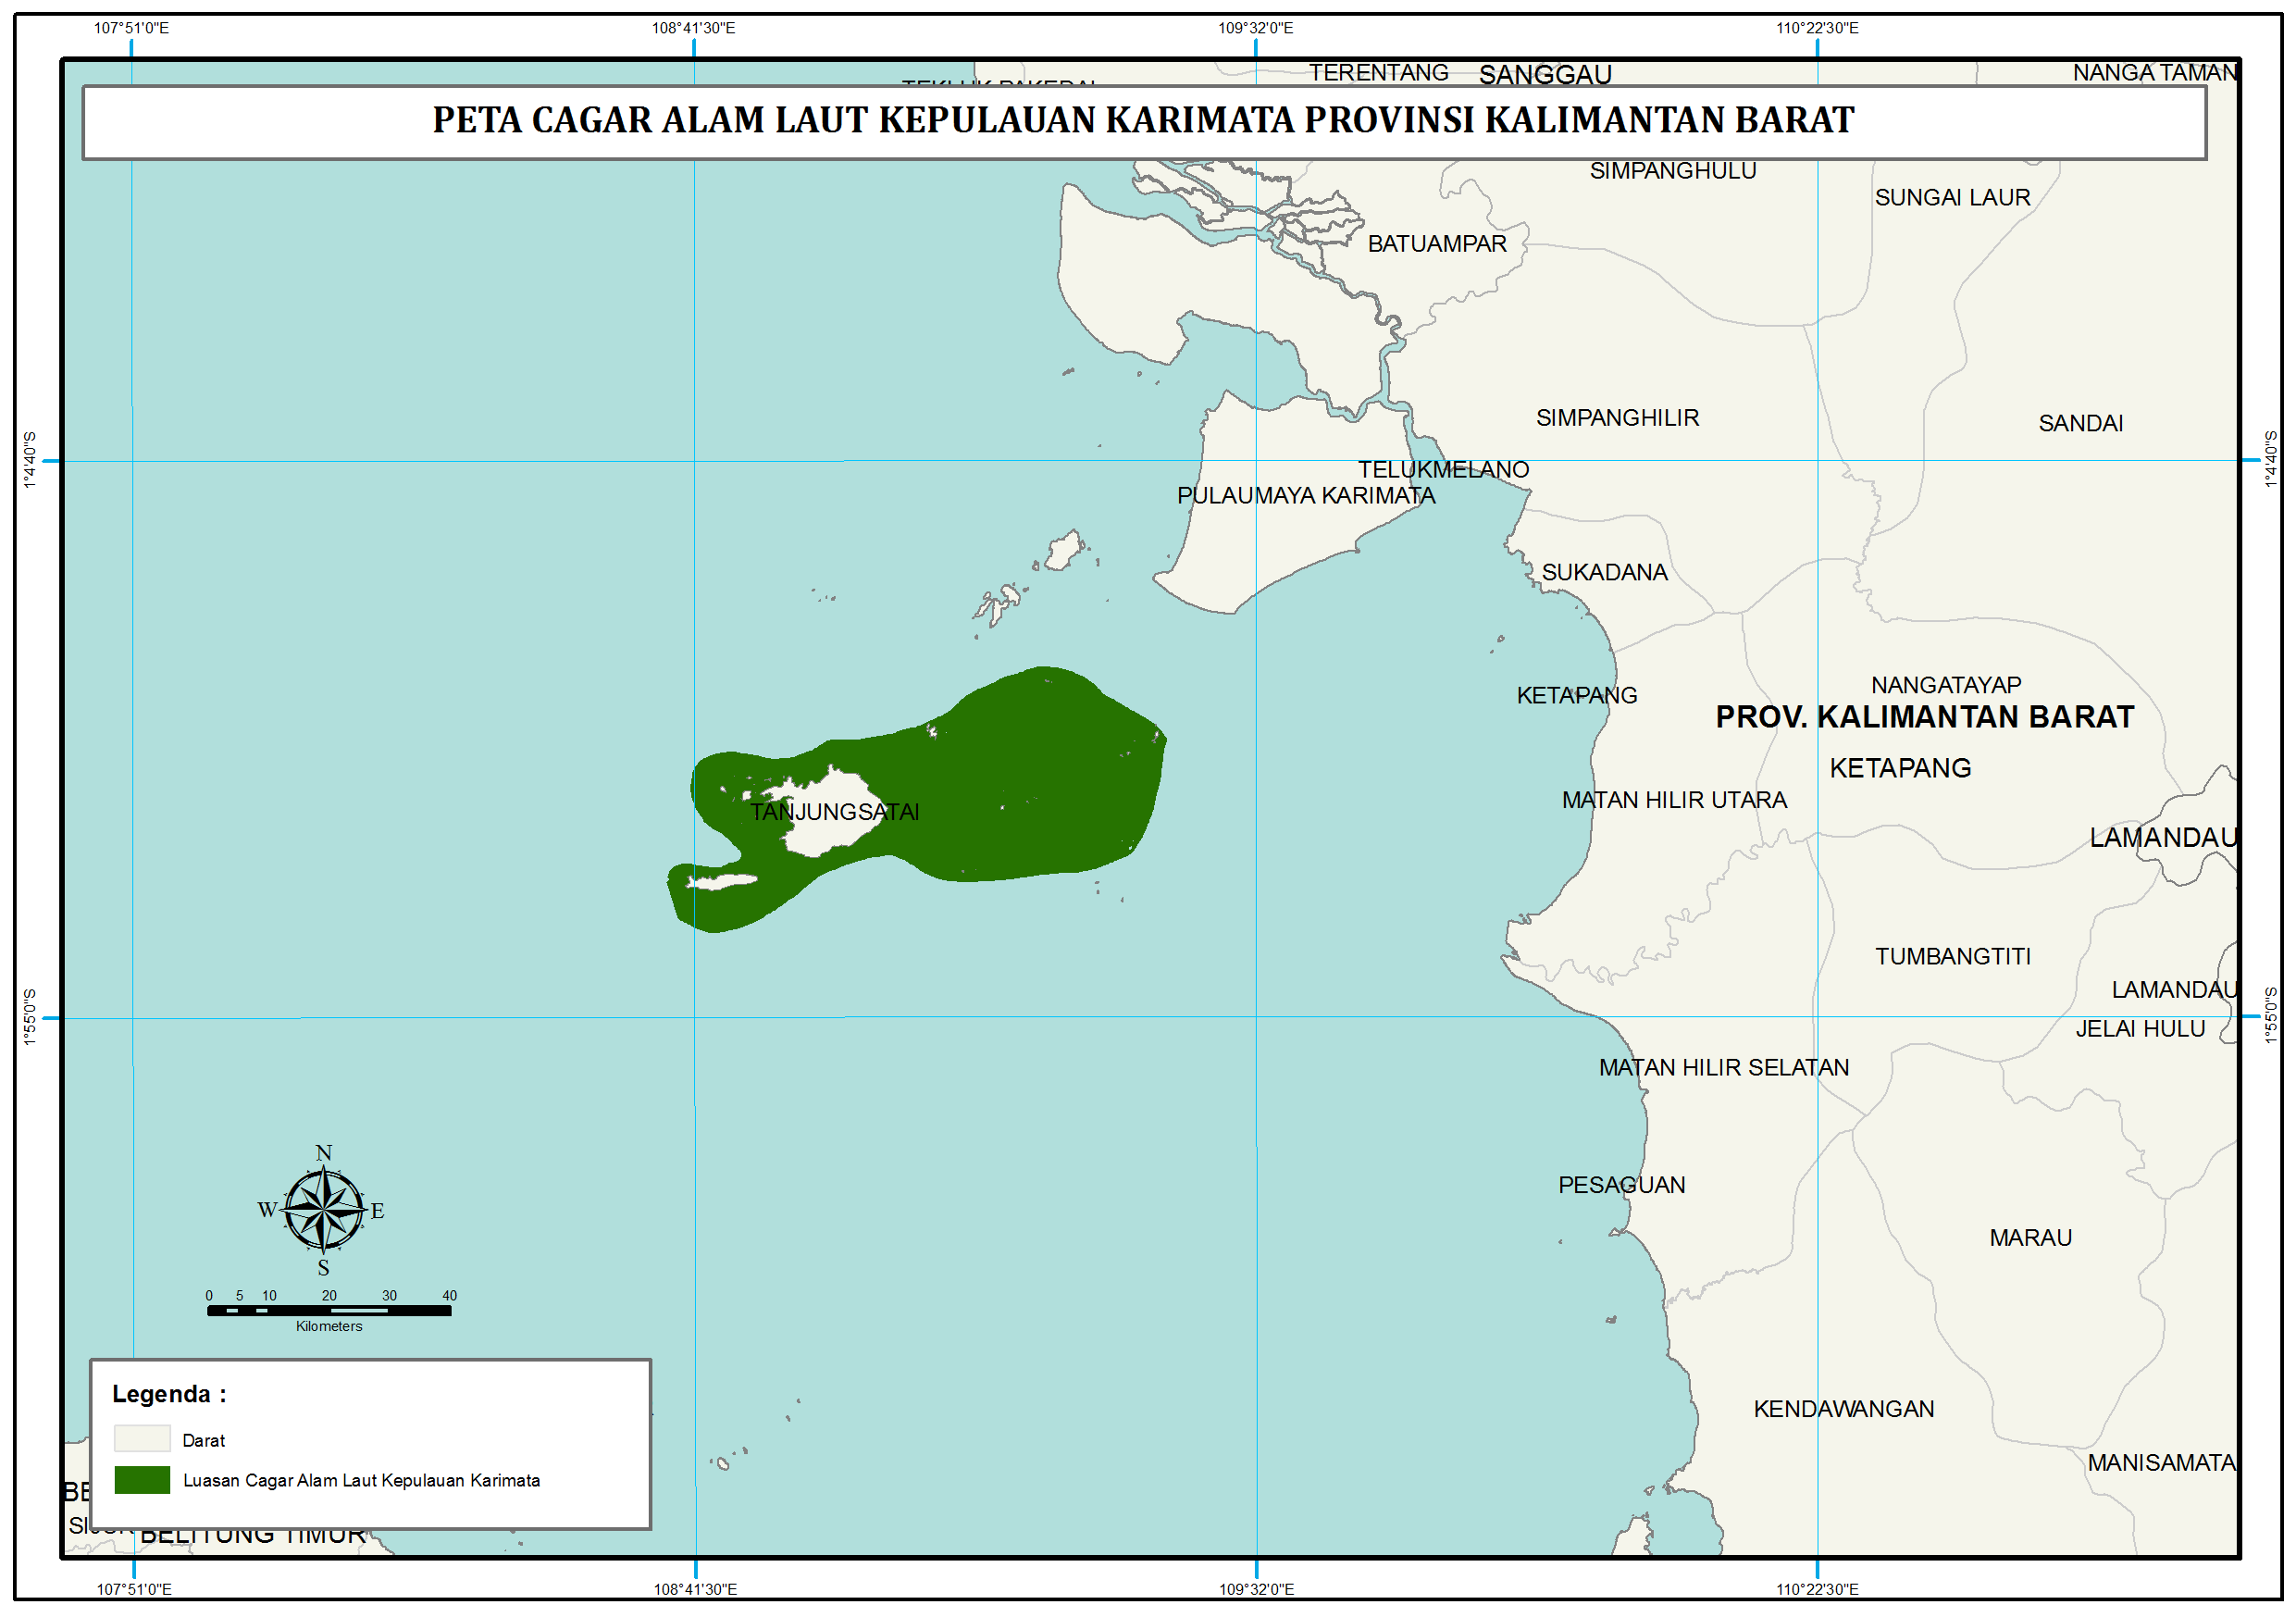 107°51'0"E
108°41'30"E
109°32'0"E
110°22'30"E
TERENTANG
SANGGAU
NANGA TAMAN
PETA CAGAR ALAM LAUT KEPULAUAN KARIMATA PROVINSI KALIMANTAN BARAT
SIMPANGHULU
SUNGAI LAUR
BATUAMPAR
SIMPANGHILIR
SANDAI
1°4'40"S
1°4'40"S
TELUKMELANO
PULAUMAYA KARIMATA
SUKADANA
KETAPANG
NANGATAYAP
PROV. KALIMANTAN BARAT
KETAPANG
MATAN HILIR UTARA
TANJUNGSATAI
LAMANDAU
TUMBANGTITI
LAMANDAU
1°55'0"S
1°55'0"S
JELAI HULU
MATAN HILIR SELATAN
N
W
E
S
PESAGUAN
MARAU
0 5 10 20 30 40
Kilometers
Legenda :
Darat
Luasan Cagar Alam Laut Kepulauan Karimata
KENDAWANGAN
MANISAMATA
BE
BELITUNG TIMUR
107°51'0"E
108°41'30"E
109°32'0"E
110°22'30"E